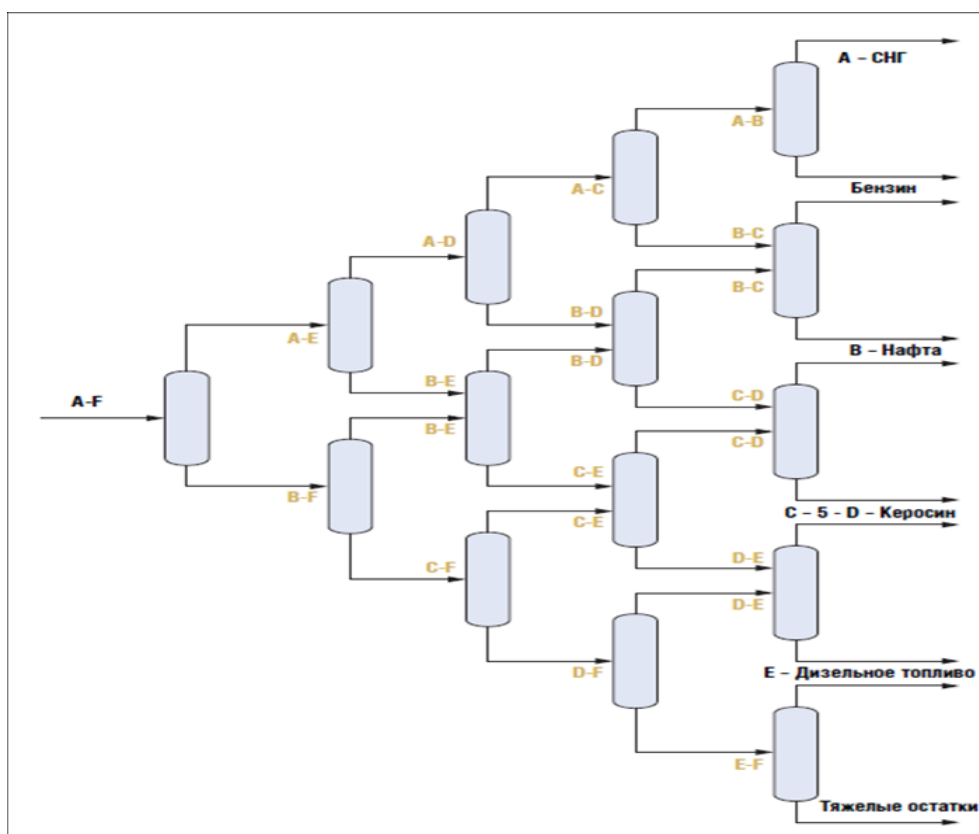 A – СНГ
A-B
A-C
Бензин
A-D
B-C
B-C
B-D
A-E
B-D
В – Нафта
B-E
A-F
C-D
B-E
C-D
C-E
B-F
C – 5 - D – Керосин
C-E
D-E
C-F
D-E
D-F
E – Дизельное топливо
E-F
Тяжелые остатки